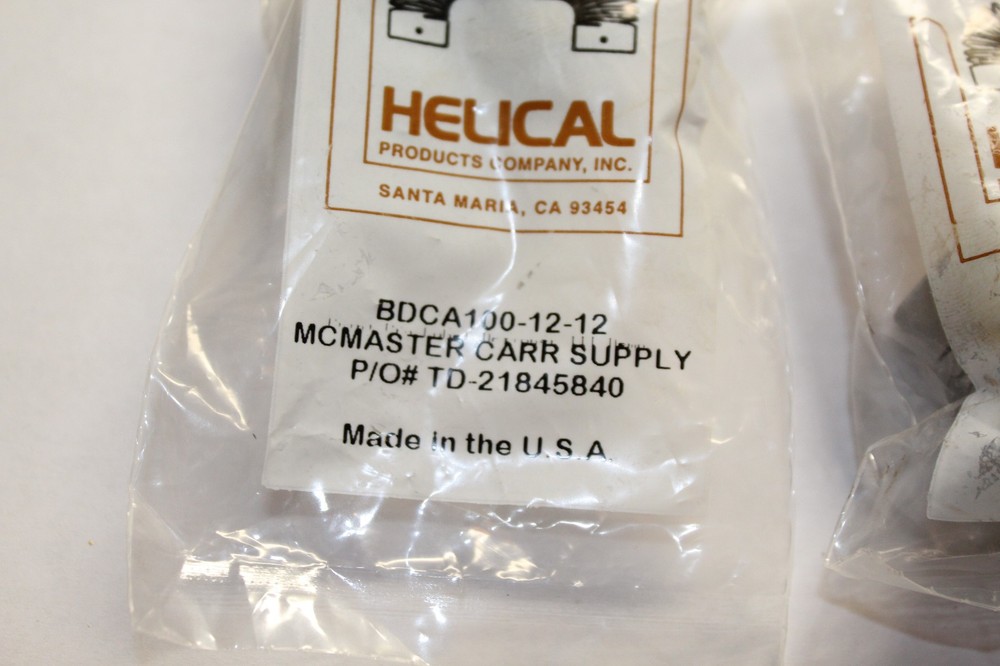 HELICAL
PRODUCTS COMPANY, INC.
SANTA MARIA, CA 93454
BDCA100-12-12
MCMASTER CARR SUPPLY
P/O# TD-21845840
Made in the U.S.A.